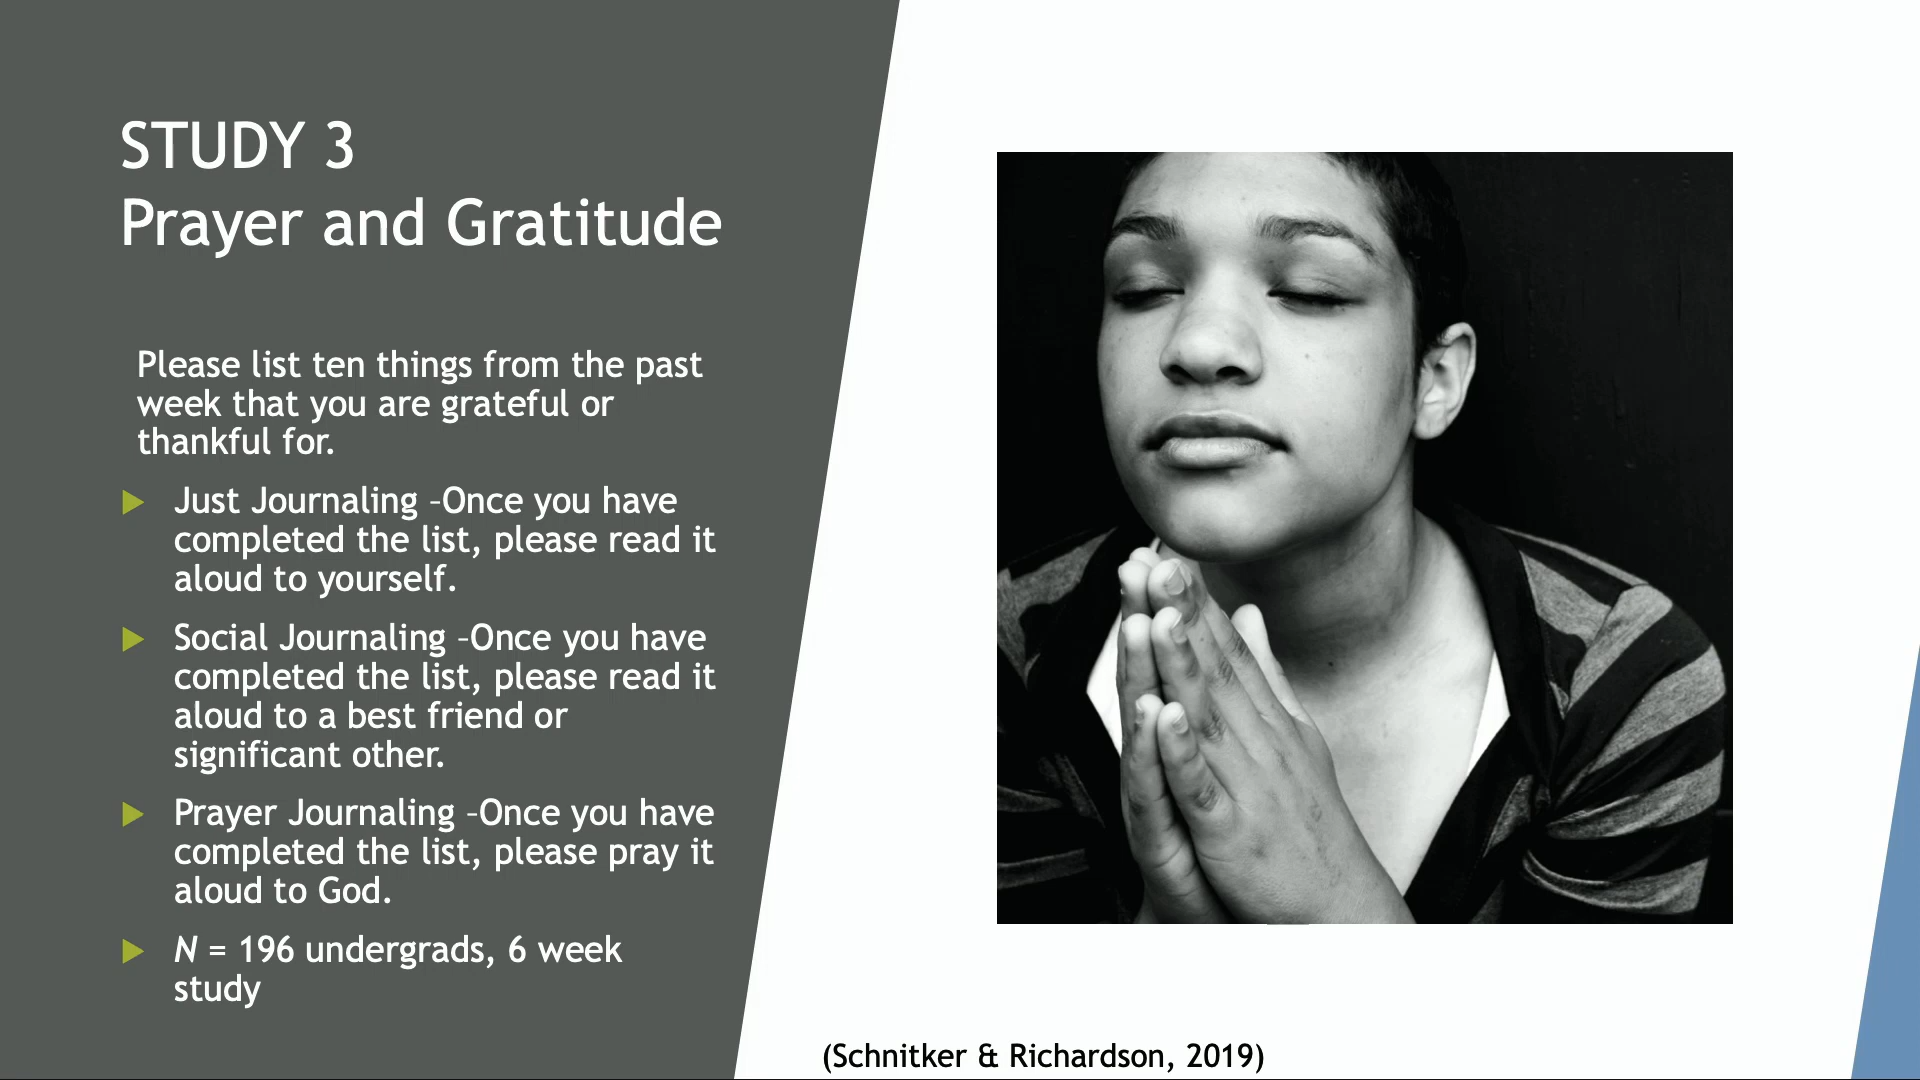 STUDY 3
Prayer and Gratitude
Please list ten things from the past
week that you are grateful or
thankful for.
Just Journaling –Once you have
completed the list, please read it
aloud to yourself.
Social Journaling –Once you have
completed the list, please read it
aloud to a best friend or
significant other.
Prayer Journaling –Once you have
completed the list, please pray it
aloud to God.
N = 196 undergrads, 6 week
study
(Schnitker & Richardson, 2019)